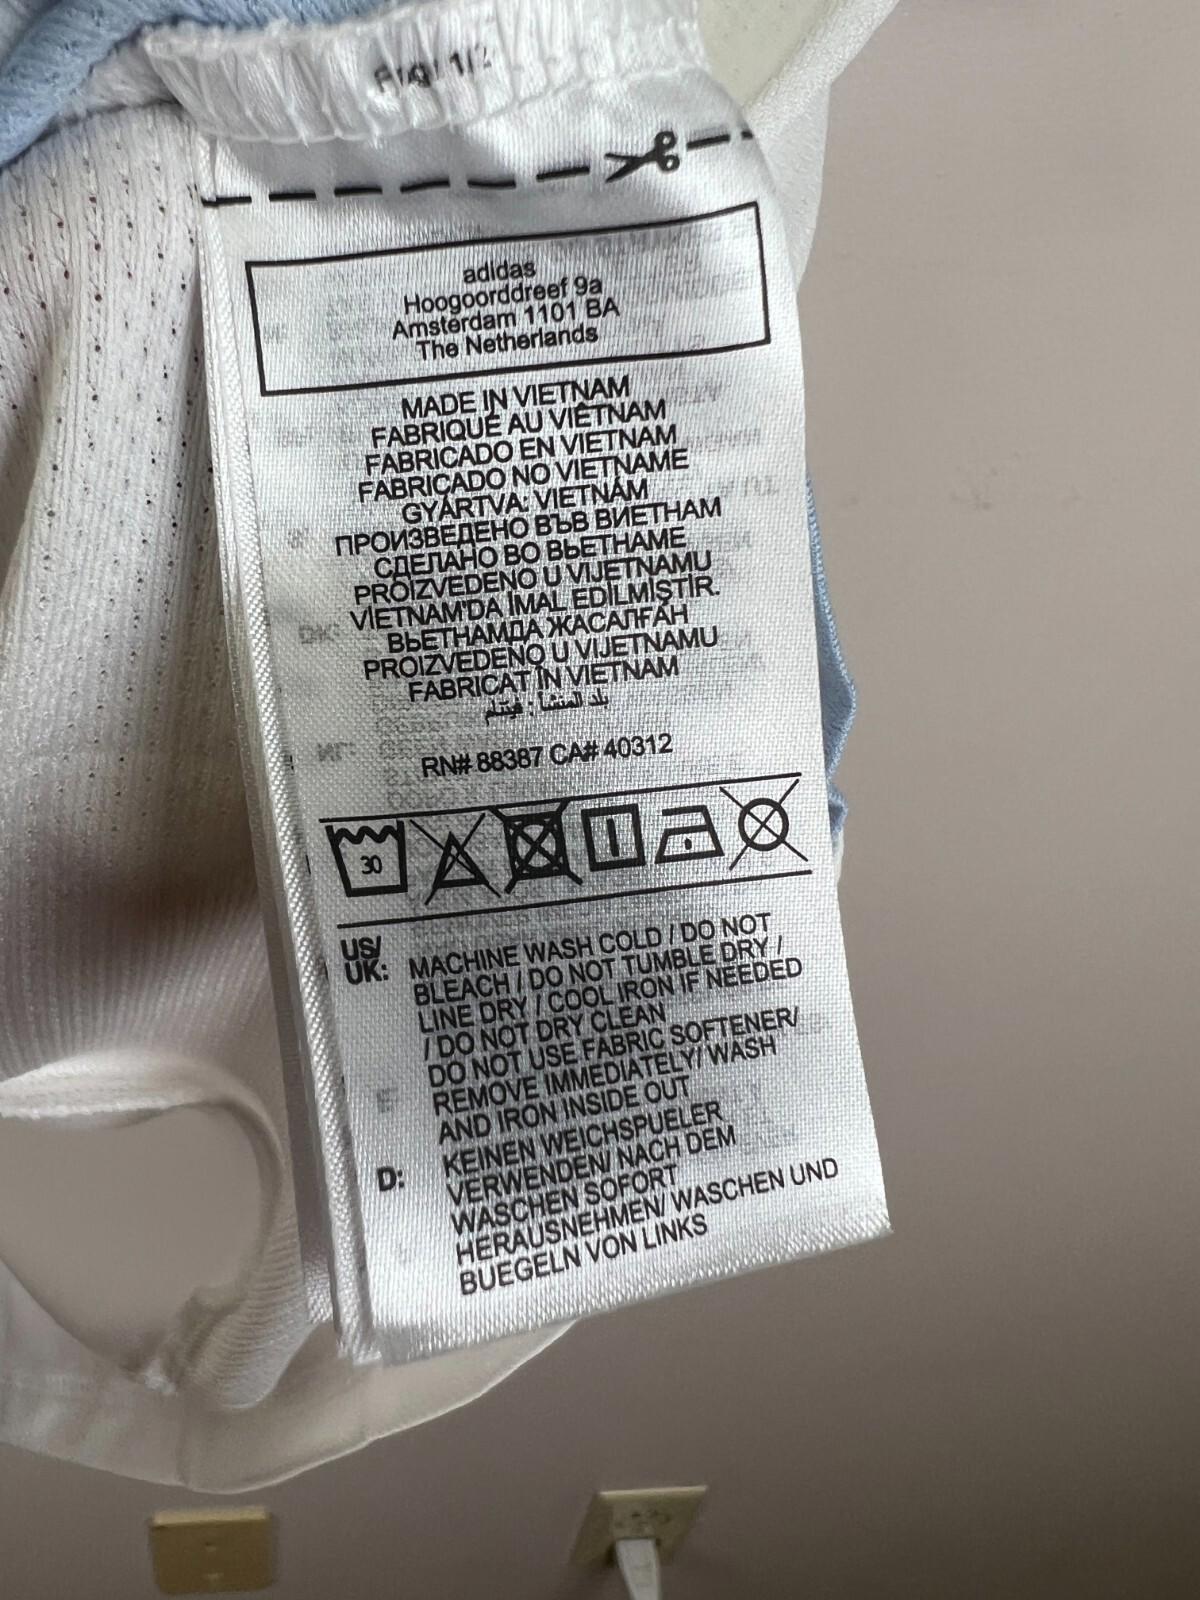 adidas
Hoogoorddreef 9a
Amsterdam 1101 BA
The Netherlands
MADE IN VIETNAM
FABRIQUÉ AU VIÊTNAM
FABRICADO EN VIETNAM
FABRICADO NO VIETNAME
GYÁRTVA: VIETNÁM
ПРОИЗВЕДЕНО ВЪВ ВИЕТНАМ
СДЕЛАНО ВО ВЬЕТНАМЕ
PROIZVEDENO U VIJETNAMU
VİETNAM'DA İMAL EDİLMİŞTİR.
ВЬЕТНАМДА ЖАСАЛҒАН
PROIZVEDENO U VIJETNAMU
FABRICAT ÎN VIETNAM
بلد المنشأ : فيتنام
RN# 88387 CA# 40312
30
US/ UK: MACHINE WASH COLD / DO NOT
BLEACH / DO NOT TUMBLE DRY /
LINE DRY / COOL IRON IF NEEDED
/ DO NOT DRY CLEAN
DO NOT USE FABRIC SOFTENER/
REMOVE IMMEDIATELY/ WASH
AND IRON INSIDE OUT
D: KEINEN WEICHSPUELER
VERWENDEN/ NACH DEM
WASCHEN SOFORT
HERAUSNEHMEN/ WASCHEN UND
BUEGELN VON LINKS